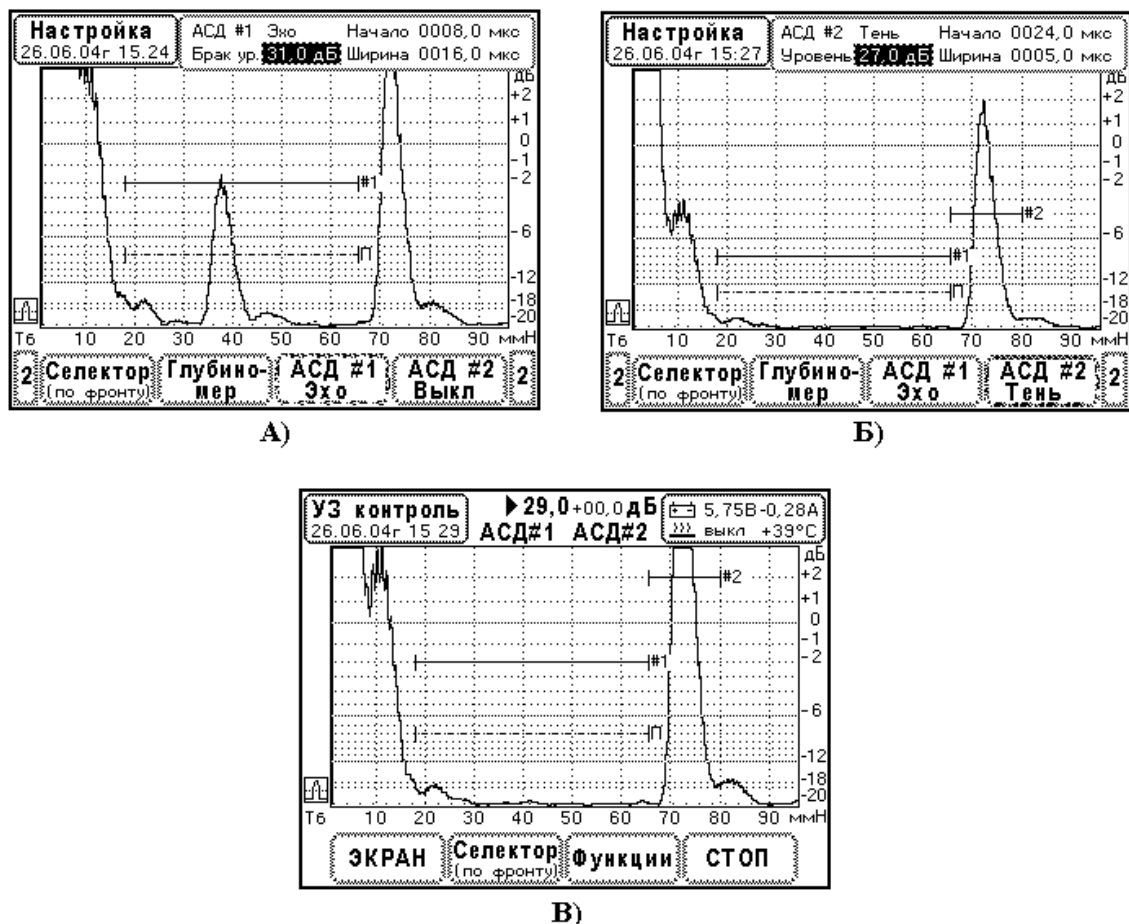 Настройка
26.06.04г 15.24
АСД #1 Эхо Начало 0008,0 мкс
Брак ур. 31,0 дБ Ширина 0016,0 мкс
дБ
+2
+1
0
-1
-2
-6
-12
-18
-20
#1
П
Т6 10 20 30 40 50 60 70 80 90 ммН
2 Селектор (по фронту) Глубино-мер АСД #1 Эхо АСД #2 Выкл 2
А)
Настройка
26.06.04г 15:27
АСД #2 Тень Начало 0024,0 мкс
Уровень 27,0 дБ Ширина 0005,0 мкс
дБ
+2
+1
0
-1
-2
-6
-12
-18
-20
#2
#1
П
Т6 10 20 30 40 50 60 70 80 90 ммН
2 Селектор (по фронту) Глубино-мер АСД #1 Эхо АСД #2 Тень 2
Б)
УЗ контроль
26.06.04г 15 29
29,0+00,0 дБ
АСД#1 АСД#2
5,75В-0,28А
выкл +39°C
дБ
+2
+1
0
-1
-2
-6
-12
-18
-20
#2
#1
П
Т6 10 20 30 40 50 60 70 80 90 ммН
ЭКРАН Селектор (по фронту) Функции СТОП
В)